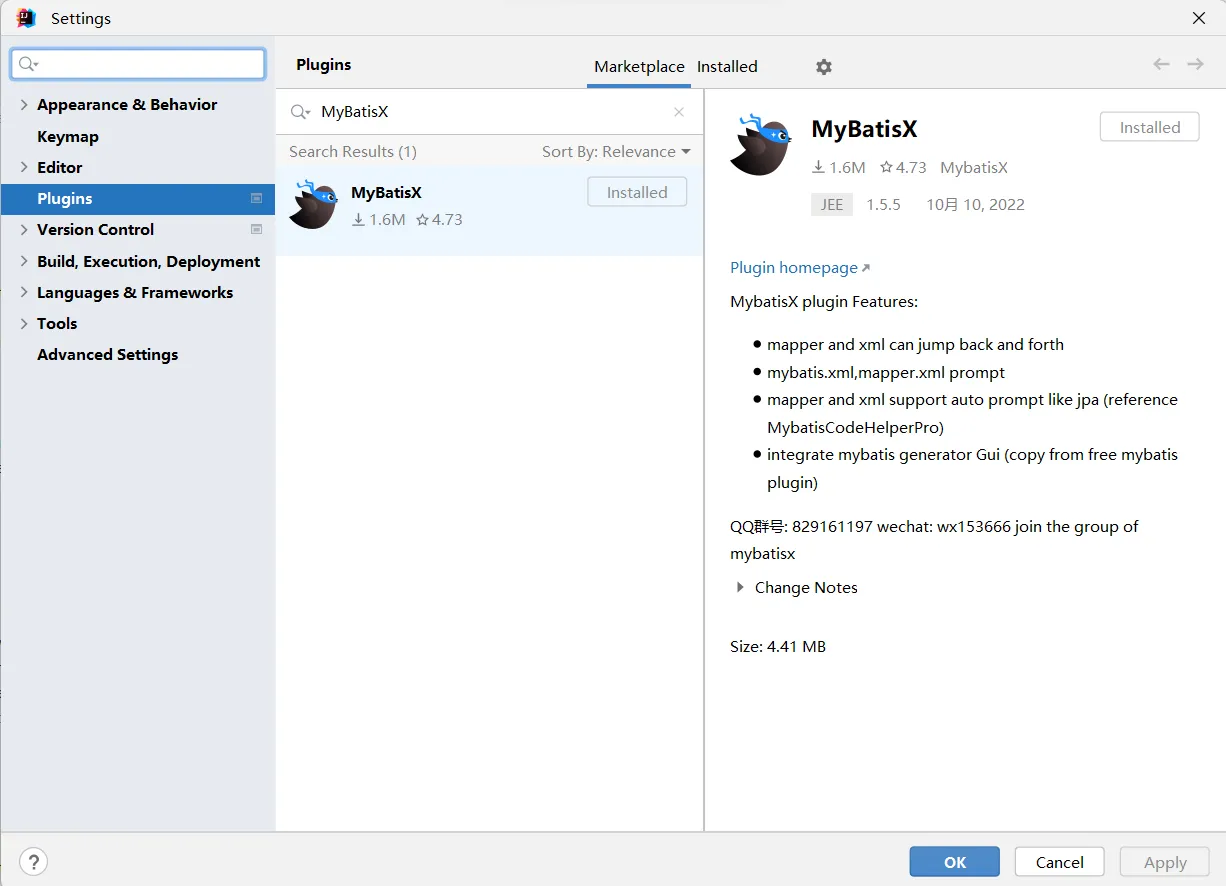 Settings
Appearance & Behavior
Keymap
Editor
Plugins
Version Control
Build, Execution, Deployment
Languages & Frameworks
Tools
Advanced Settings
Plugins
Marketplace
Installed
MyBatisX
Search Results (1)
Sort By: Relevance
MyBatisX
1.6M
4.73
Installed
MyBatisX
Installed
1.6M
4.73
MybatisX
JEE
1.5.5
10月 10, 2022
Plugin homepage
MybatisX plugin Features:
mapper and xml can jump back and forth
mybatis.xml,mapper.xml prompt
mapper and xml support auto prompt like jpa (reference
MybatisCodeHelperPro)
integrate mybatis generator Gui (copy from free mybatis
plugin)
QQ群号: 829161197 wechat: wx153666 join the group of
mybatisx
Change Notes
Size: 4.41 MB
?
OK
Cancel
Apply